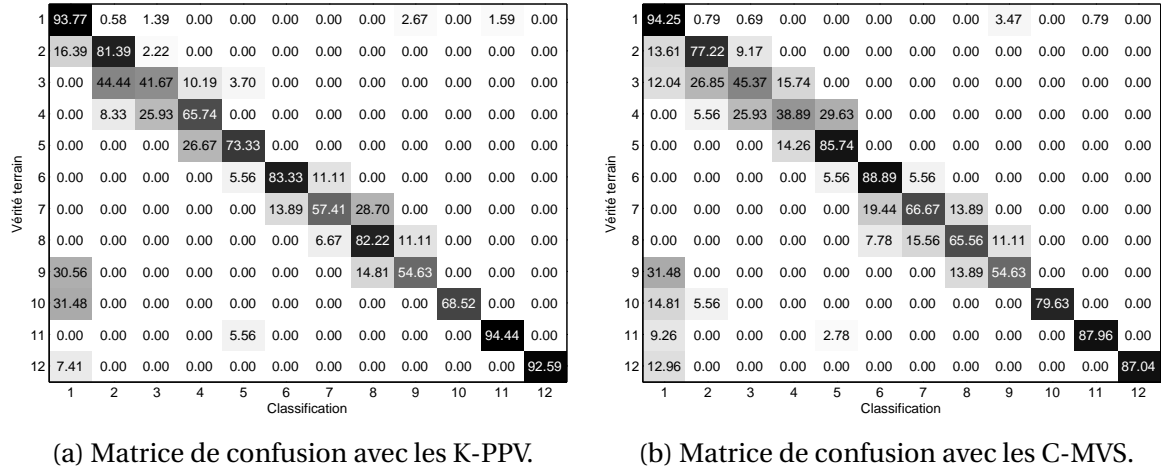 1 93.77 0.58 1.39 0.00 0.00 0.00 0.00 0.00 2.67 0.00 1.59 0.00
2 16.39 81.39 2.22 0.00 0.00 0.00 0.00 0.00 0.00 0.00 0.00 0.00
3 0.00 44.44 41.67 10.19 3.70 0.00 0.00 0.00 0.00 0.00 0.00 0.00
4 0.00 8.33 25.93 65.74 0.00 0.00 0.00 0.00 0.00 0.00 0.00 0.00
5 0.00 0.00 0.00 26.67 73.33 0.00 0.00 0.00 0.00 0.00 0.00 0.00
6 0.00 0.00 0.00 0.00 5.56 83.33 11.11 0.00 0.00 0.00 0.00 0.00
7 0.00 0.00 0.00 0.00 0.00 13.89 57.41 28.70 0.00 0.00 0.00 0.00
8 0.00 0.00 0.00 0.00 0.00 0.00 6.67 82.22 11.11 0.00 0.00 0.00
9 30.56 0.00 0.00 0.00 0.00 0.00 0.00 14.81 54.63 0.00 0.00 0.00
10 31.48 0.00 0.00 0.00 0.00 0.00 0.00 0.00 0.00 68.52 0.00 0.00
11 0.00 0.00 0.00 0.00 5.56 0.00 0.00 0.00 0.00 0.00 94.44 0.00
12 7.41 0.00 0.00 0.00 0.00 0.00 0.00 0.00 0.00 0.00 0.00 92.59
1 2 3 4 5 6 7 8 9 10 11 12
Classification
Vérité terrain
(a) Matrice de confusion avec les K-PPV.
1 94.25 0.79 0.69 0.00 0.00 0.00 0.00 0.00 3.47 0.00 0.79 0.00
2 13.61 77.22 9.17 0.00 0.00 0.00 0.00 0.00 0.00 0.00 0.00 0.00
3 12.04 26.85 45.37 15.74 0.00 0.00 0.00 0.00 0.00 0.00 0.00 0.00
4 0.00 5.56 25.93 38.89 29.63 0.00 0.00 0.00 0.00 0.00 0.00 0.00
5 0.00 0.00 0.00 14.26 85.74 0.00 0.00 0.00 0.00 0.00 0.00 0.00
6 0.00 0.00 0.00 0.00 5.56 88.89 5.56 0.00 0.00 0.00 0.00 0.00
7 0.00 0.00 0.00 0.00 0.00 19.44 66.67 13.89 0.00 0.00 0.00 0.00
8 0.00 0.00 0.00 0.00 0.00 7.78 15.56 65.56 11.11 0.00 0.00 0.00
9 31.48 0.00 0.00 0.00 0.00 0.00 0.00 13.89 54.63 0.00 0.00 0.00
10 14.81 5.56 0.00 0.00 0.00 0.00 0.00 0.00 0.00 79.63 0.00 0.00
11 9.26 0.00 0.00 0.00 2.78 0.00 0.00 0.00 0.00 0.00 87.96 0.00
12 12.96 0.00 0.00 0.00 0.00 0.00 0.00 0.00 0.00 0.00 0.00 87.04
1 2 3 4 5 6 7 8 9 10 11 12
Classification
Vérité terrain
(b) Matrice de confusion avec les C-MVS.